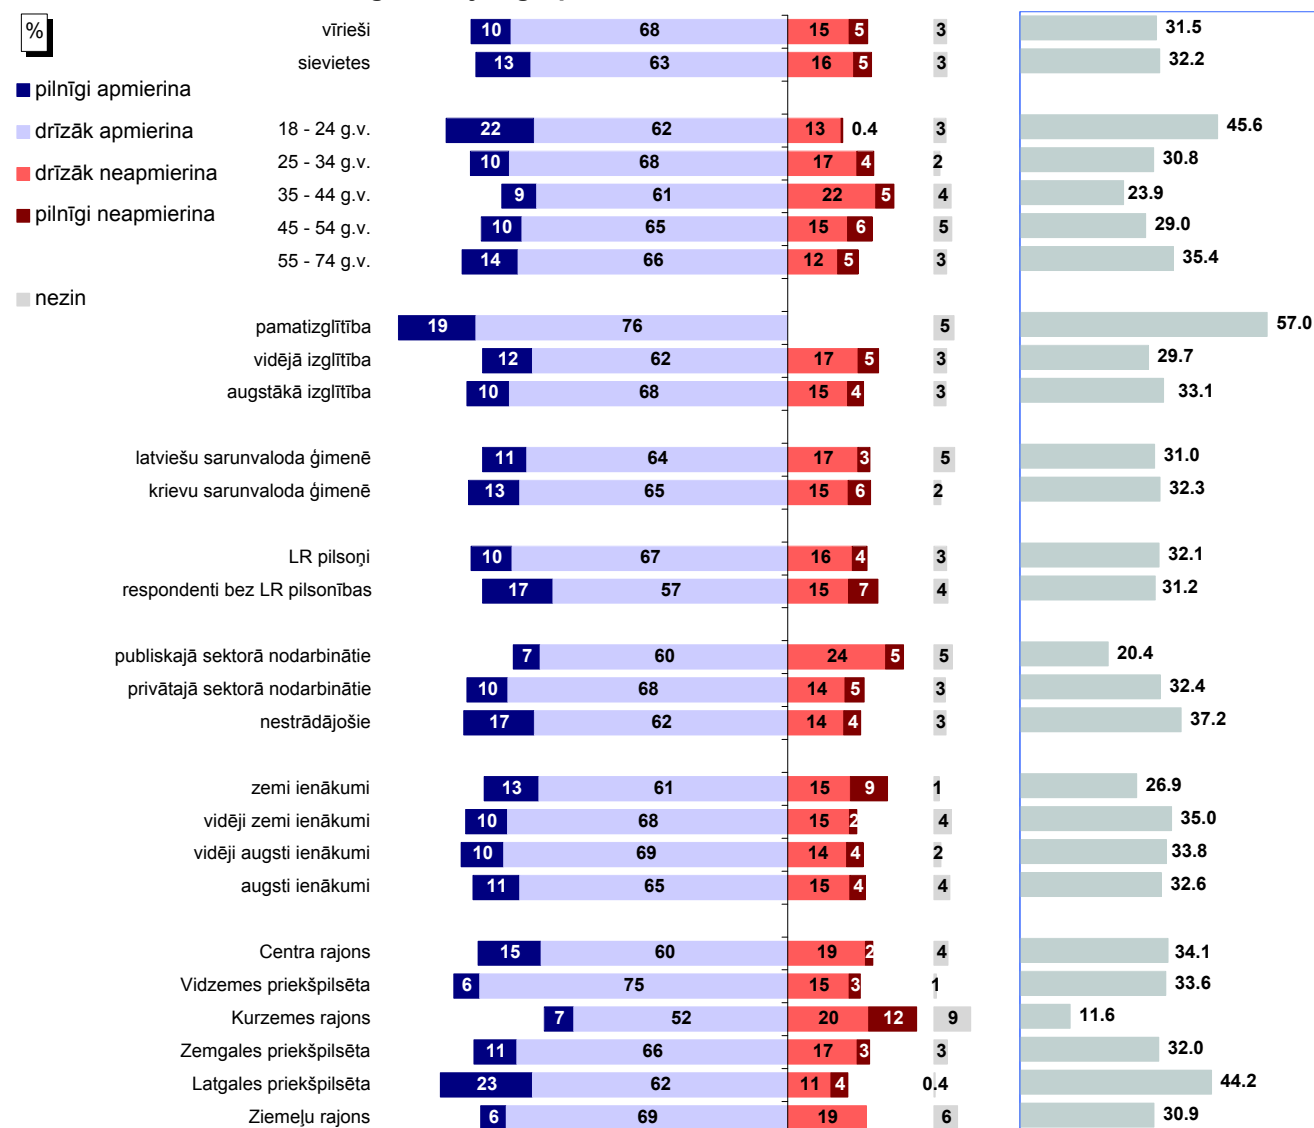 %
pilnīgi apmierina
drīzāk apmierina
drīzāk neapmierina
pilnīgi neapmierina
nezin
vīrieši 10 68 15 5 3 31.5
sievietes 13 63 16 5 3 32.2
18 - 24 g.v. 22 62 13 0.4 3 45.6
25 - 34 g.v. 10 68 17 4 2 30.8
35 - 44 g.v. 9 61 22 5 4 23.9
45 - 54 g.v. 10 65 15 6 5 29.0
55 - 74 g.v. 14 66 12 5 3 35.4
pamatizglītība 19 76 5 57.0
vidējā izglītība 12 62 17 5 3 29.7
augstākā izglītība 10 68 15 4 3 33.1
latviešu sarunvaloda ģimenē 11 64 17 3 5 31.0
krievu sarunvaloda ģimenē 13 65 15 6 2 32.3
LR pilsoņi 10 67 16 4 3 32.1
respondenti bez LR pilsonības 17 57 15 7 4 31.2
publiskajā sektorā nodarbinātie 7 60 24 5 5 20.4
privātajā sektorā nodarbinātie 10 68 14 5 3 32.4
nestrādājošie 17 62 14 4 3 37.2
zemi ienākumi 13 61 15 9 1 26.9
vidēji zemi ienākumi 10 68 15 2 4 35.0
vidēji augsti ienākumi 10 69 14 4 2 33.8
augsti ienākumi 11 65 15 4 4 32.6
Centra rajons 15 60 19 2 4 34.1
Vidzemes priekšpilsēta 6 75 15 3 1 33.6
Kurzemes rajons 7 52 20 12 9 11.6
Zemgales priekšpilsēta 11 66 17 3 3 32.0
Latgales priekšpilsēta 23 62 11 4 0.4 44.2
Ziemeļu rajons 6 69 19 6 30.9